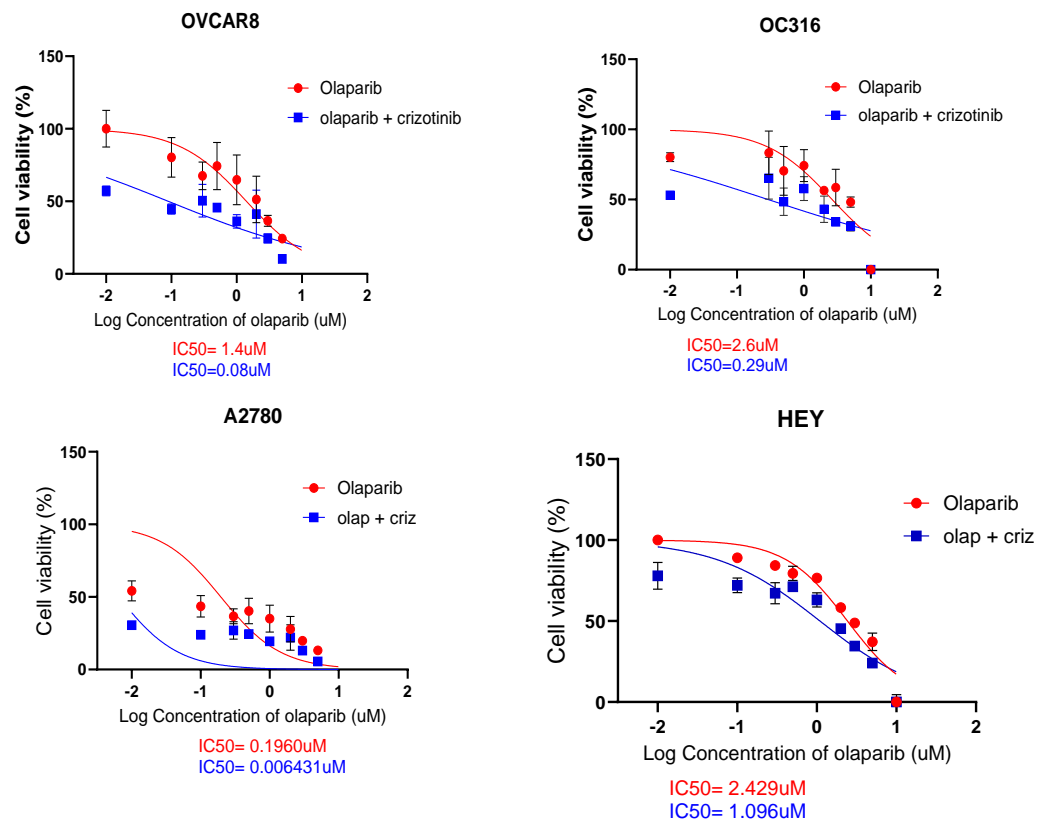 OVCAR8
150
100
50
0
Cell viability (%)
Olaparib
olaparib + crizotinib
-2 -1 0 1 2
Log Concentration of olaparib (uM)
IC50= 1.4uM
IC50=0.08uM
OC316
150
100
50
0
Cell viability (%)
Olaparib
olaparib + crizotinib
-2 -1 0 1 2
Log Concentration of olaparib (uM)
IC50=2.6uM
IC50=0.29uM
A2780
150
100
50
0
Cell viability (%)
Olaparib
olap + criz
-2 -1 0 1 2
Log Concentration of olaparib (uM)
IC50= 0.1960uM
IC50= 0.006431uM
HEY
150
100
50
0
Cell viability (%)
Olaparib
olap + criz
-2 -1 0 1 2
Log Concentration of olaparib (uM)
IC50= 2.429uM
IC50= 1.096uM